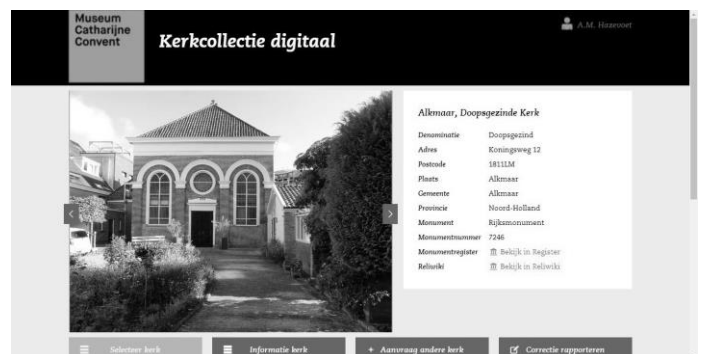 Museum
Catharijne
Convent
Kerkcollectie digitaal
A.M. Hazevoet
Alkmaar, Doopsgezinde Kerk
Denominatie Doopsgezind
Adres Koningsweg 12
Postcode 1811LM
Plaats Alkmaar
Gemeente Alkmaar
Provincie Noord-Holland
Monument Rijksmonument
Monumentnummer 7246
Monumentregister Bekijk in Register
Reliwiki Bekijk in Reliwiki
Selecteer kerk
Informatie kerk
+ Aanvraag andere kerk
Correctie rapporteren